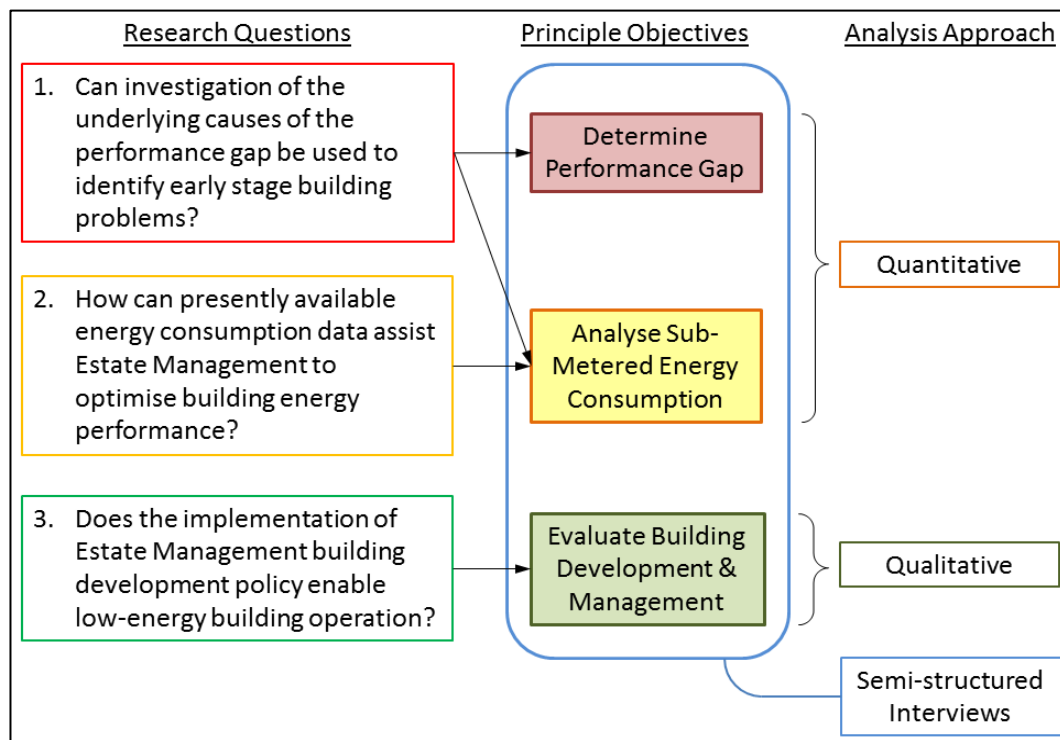 Research Questions
Principle Objectives
Analysis Approach
1. Can investigation of the
underlying causes of the
performance gap be used to
identify early stage building
problems?
Determine
Performance Gap
Quantitative
2. How can presently available
energy consumption data assist
Estate Management to
optimise building energy
performance?
Analyse Sub-
Metered Energy
Consumption
3. Does the implementation of
Estate Management building
development policy enable
low-energy building operation?
Evaluate Building
Development &
Management
Qualitative
Semi-structured
Interviews